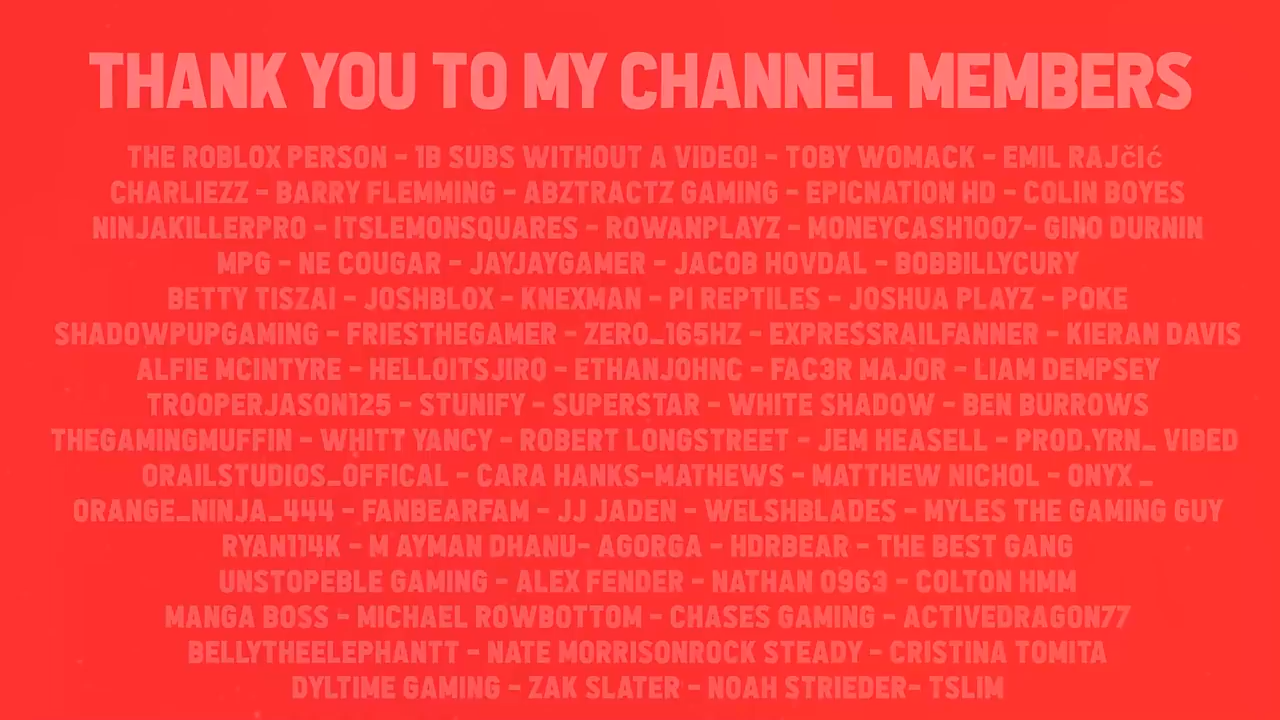 THANK YOU TO MY CHANNEL MEMBERS
THE ROBLOX PERSON - 1B SUBS WITHOUT A VIDEO! - TOBY WOMACK - EMIL RAJčIć
CHARLIEZZ - BARRY FLEMMING - ABZTRACTZ GAMING - EPICNATION HD - COLIN BOYES
NINJAKILLERPRO - ITSLEMONSQUARES - ROWANPLAYZ - MONEYCASH1007- GINO DURNIN
MPG - NE COUGAR - JAYJAYGAMER - JACOB HOVDAL - BOBBILLYCURY
BETTY TISZAI - JOSHBLOX - KNEXMAN - PI REPTILES - JOSHUA PLAYZ - POKE
SHADOWPUPGAMING - FRIESTHEGAMER - ZERO_165HZ - EXPRESSRAILFANNER - KIERAN DAVIS
ALFIE MCINTYRE - HELLOITSJIRO - ETHANJOHNC - FAC3R MAJOR - LIAM DEMPSEY
TROOPERJASON125 - STUNIFY - SUPERSTAR - WHITE SHADOW - BEN BURROWS
THEGAMINGMUFFIN - WHITT YANCY - ROBERT LONGSTREET - JEM HEASELL - PROD.YRN_ VIBED
ORAILSTUDIOS_OFFICAL - CARA HANKS-MATHEWS - MATTHEW NICHOL - ONYX _
ORANGE_NINJA_444 - FANBEARFAM - JJ JADEN - WELSHBLADES - MYLES THE GAMING GUY
RYAN114K - M AYMAN DHANU- AGORGA - HDRBEAR - THE BEST GANG
UNSTOPEBLE GAMING - ALEX FENDER - NATHAN 0963 - COLTON HMM
MANGA BOSS - MICHAEL ROWBOTTOM - CHASES GAMING - ACTIVEDRAGON77
BELLYTHEELEPHANTT - NATE MORRISONROCK STEADY - CRISTINA TOMITA
DYLTIME GAMING - ZAK SLATER - NOAH STRIEDER- TSLIM